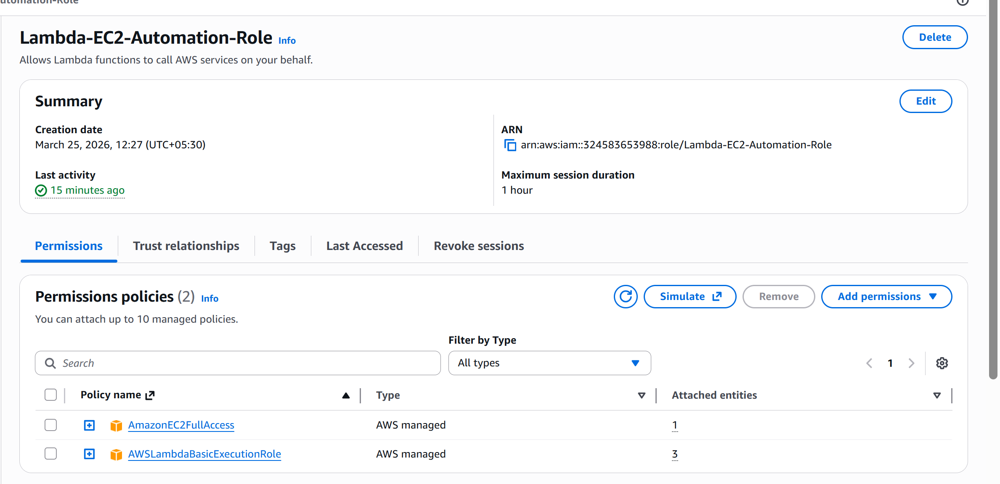 utomation-Role
Lambda-EC2-Automation-Role Info
Delete
Allows Lambda functions to call AWS services on your behalf.
Summary
Edit
Creation date
March 25, 2026, 12:27 (UTC+05:30)
ARN
arn:aws:iam::324583653988:role/Lambda-EC2-Automation-Role
Last activity
15 minutes ago
Maximum session duration
1 hour
Permissions Trust relationships Tags Last Accessed Revoke sessions
Permissions policies (2) Info
Simulate Remove Add permissions
You can attach up to 10 managed policies.
Filter by Type
Search All types 1
Policy name Type Attached entities
AmazonEC2FullAccess AWS managed 1
AWSLambdaBasicExecutionRole AWS managed 3